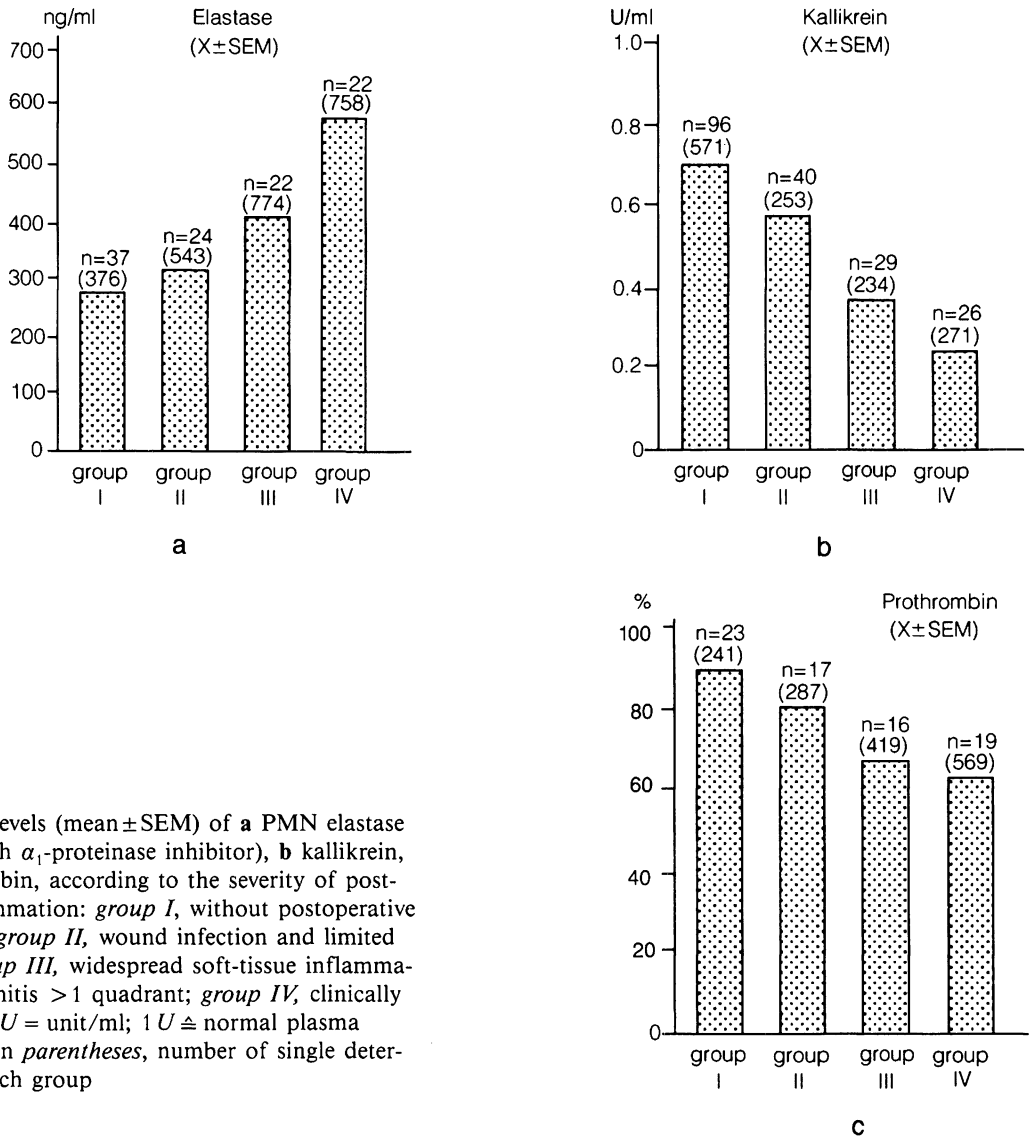 ng/ml
Elastase
(X±SEM)
700
600
500
400
300
200
100
0
n=37
(376)
n=24
(543)
n=22
(774)
n=22
(758)
group I
group II
group III
group IV
a
U/ml
Kallikrein
(X±SEM)
1.0
0.8
0.6
0.4
0.2
0
n=96
(571)
n=40
(253)
n=29
(234)
n=26
(271)
group I
group II
group III
group IV
b
%
Prothrombin
(X±SEM)
100
80
60
40
20
0
n=23
(241)
n=17
(287)
n=16
(419)
n=19
(569)
group I
group II
group III
group IV
c
evels (mean±SEM) of a PMN elastase
h α₁-proteinase inhibitor), b kallikrein,
bin, according to the severity of post-
mmation: group I, without postoperative
group II, wound infection and limited
up III, widespread soft-tissue inflamma-
nitis >1 quadrant; group IV, clinically
U = unit/ml; 1 U ≙ normal plasma
n parentheses, number of single deter-
ch group